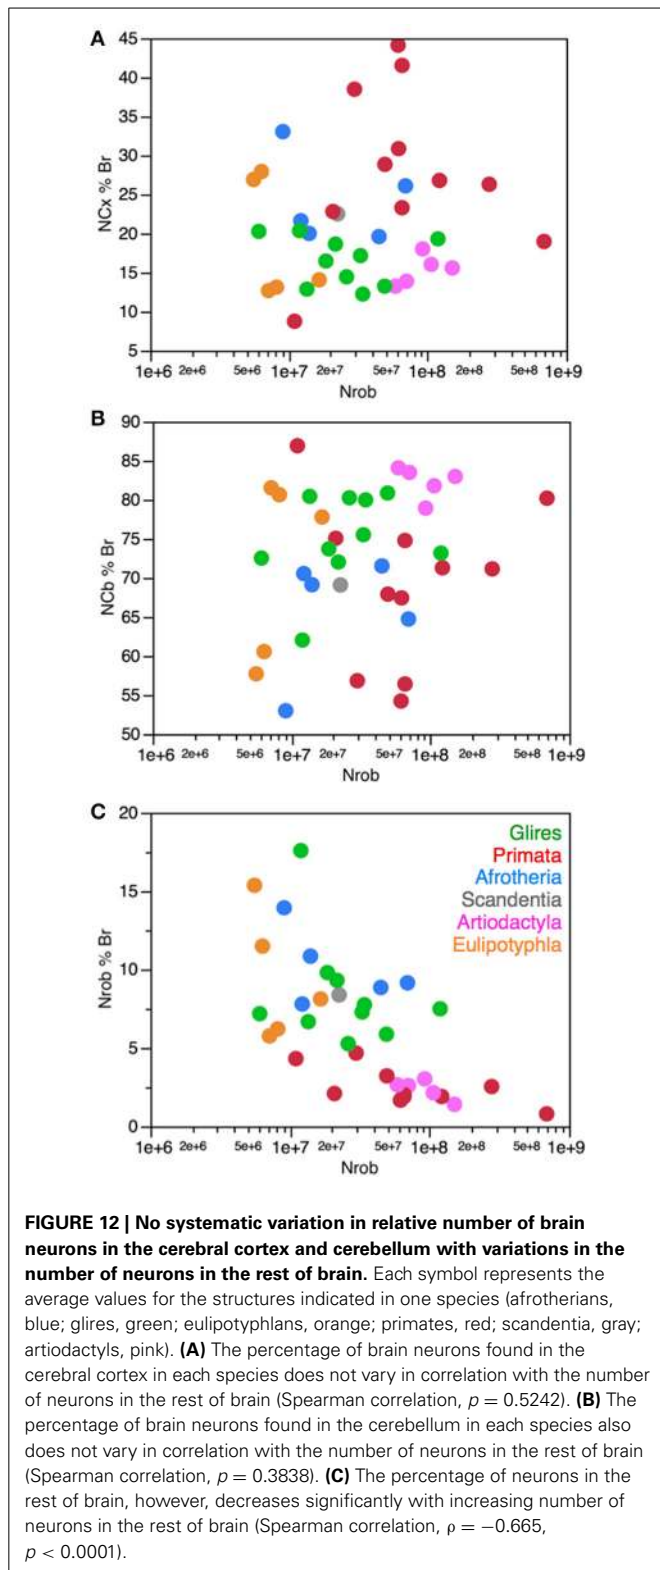 A
45
40
35
30
25
20
15
10
5
NCx % Br
1e+6 2e+6 5e+6 1e+7 2e+7 5e+7 1e+8 2e+8 5e+8 1e+9
Nrob
B
90
85
80
75
70
65
60
55
50
NCb % Br
1e+6 2e+6 5e+6 1e+7 2e+7 5e+7 1e+8 2e+8 5e+8 1e+9
Nrob
C
20
15
10
5
0
Nrob % Br
Glires
Primata
Afrotheria
Scandentia
Artiodactyla
Eulipotyphla
1e+6 2e+6 5e+6 1e+7 2e+7 5e+7 1e+8 2e+8 5e+8 1e+9
Nrob
FIGURE 12 | No systematic variation in relative number of brain
neurons in the cerebral cortex and cerebellum with variations in the
number of neurons in the rest of brain. Each symbol represents the
average values for the structures indicated in one species (afrotherians,
blue; glires, green; eulipotyphlans, orange; primates, red; scandentia, gray;
artiodactyls, pink). (A) The percentage of brain neurons found in the
cerebral cortex in each species does not vary in correlation with the number
of neurons in the rest of brain (Spearman correlation, p = 0.5242). (B) The
percentage of brain neurons found in the cerebellum in each species also
does not vary in correlation with the number of neurons in the rest of brain
(Spearman correlation, p = 0.3838). (C) The percentage of neurons in the
rest of brain, however, decreases significantly with increasing number of
neurons in the rest of brain (Spearman correlation, ρ = −0.665,
p < 0.0001).